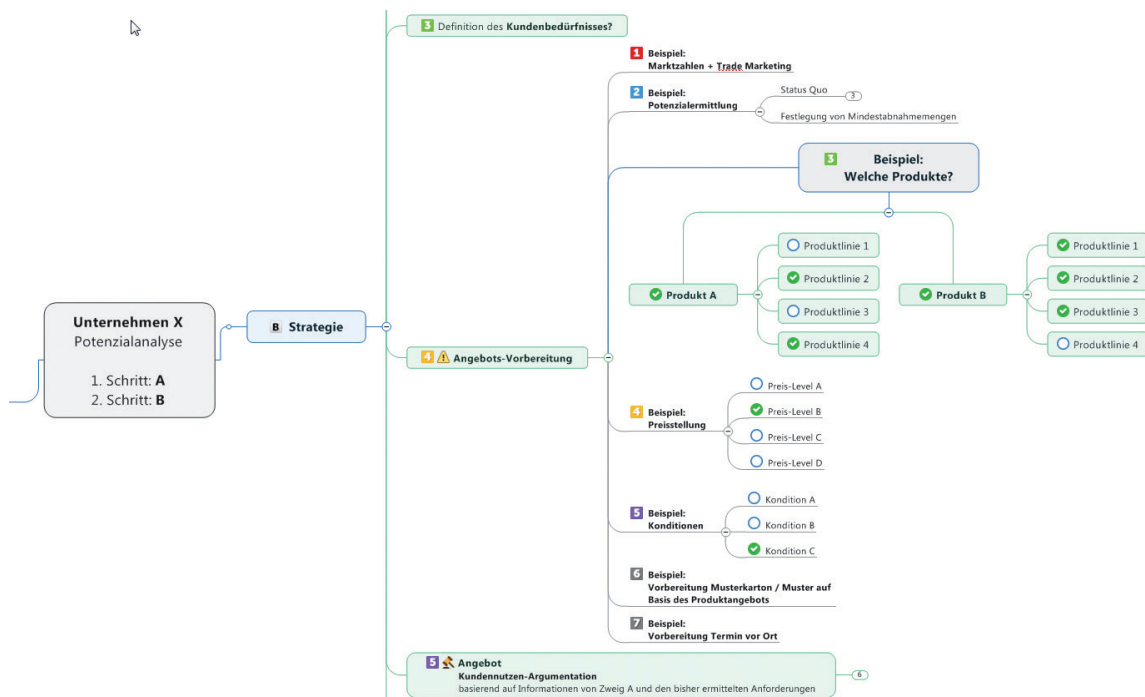 3 Definition des Kundenbedürfnisses?
1 Beispiel:
Marktzahlen + Trade Marketing
2 Beispiel:
Potenzialermittlung
Status Quo
3
Festlegung von Mindestabnahmemengen
3 Beispiel:
Welche Produkte?
Produkt A
Produktlinie 1
Produktlinie 2
Produktlinie 3
Produktlinie 4
Produkt B
Produktlinie 1
Produktlinie 2
Produktlinie 3
Produktlinie 4
Unternehmen X
Potenzialanalyse
1. Schritt: A
2. Schritt: B
B Strategie
4 Angebots-Vorbereitung
4 Beispiel:
Preisstellung
Preis-Level A
Preis-Level B
Preis-Level C
Preis-Level D
5 Beispiel:
Konditionen
Kondition A
Kondition B
Kondition C
6 Beispiel:
Vorbereitung Musterkarton / Muster auf
Basis des Produktangebots
7 Beispiel:
Vorbereitung Termin vor Ort
5 Angebot
Kundennutzen-Argumentation
basierend auf Informationen von Zweig A und den bisher ermittelten Anforderungen
6